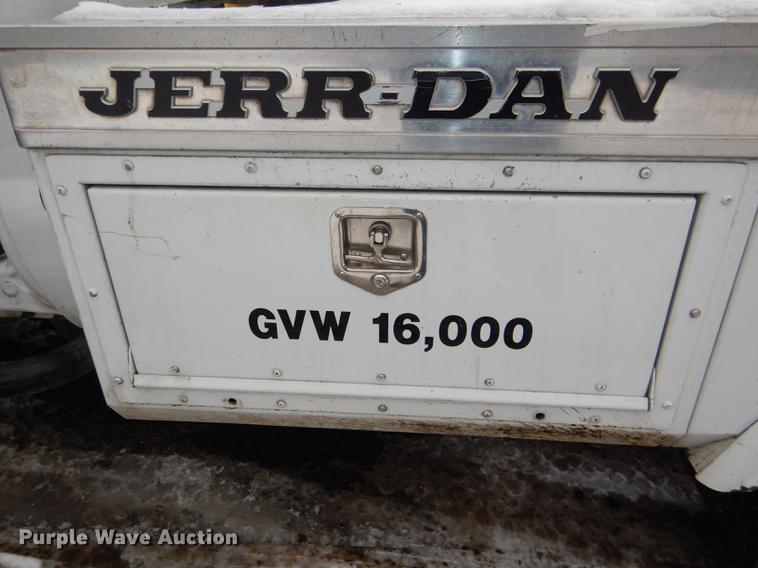 JERR-DAN
GVW 16,000
Purple Wave Auction